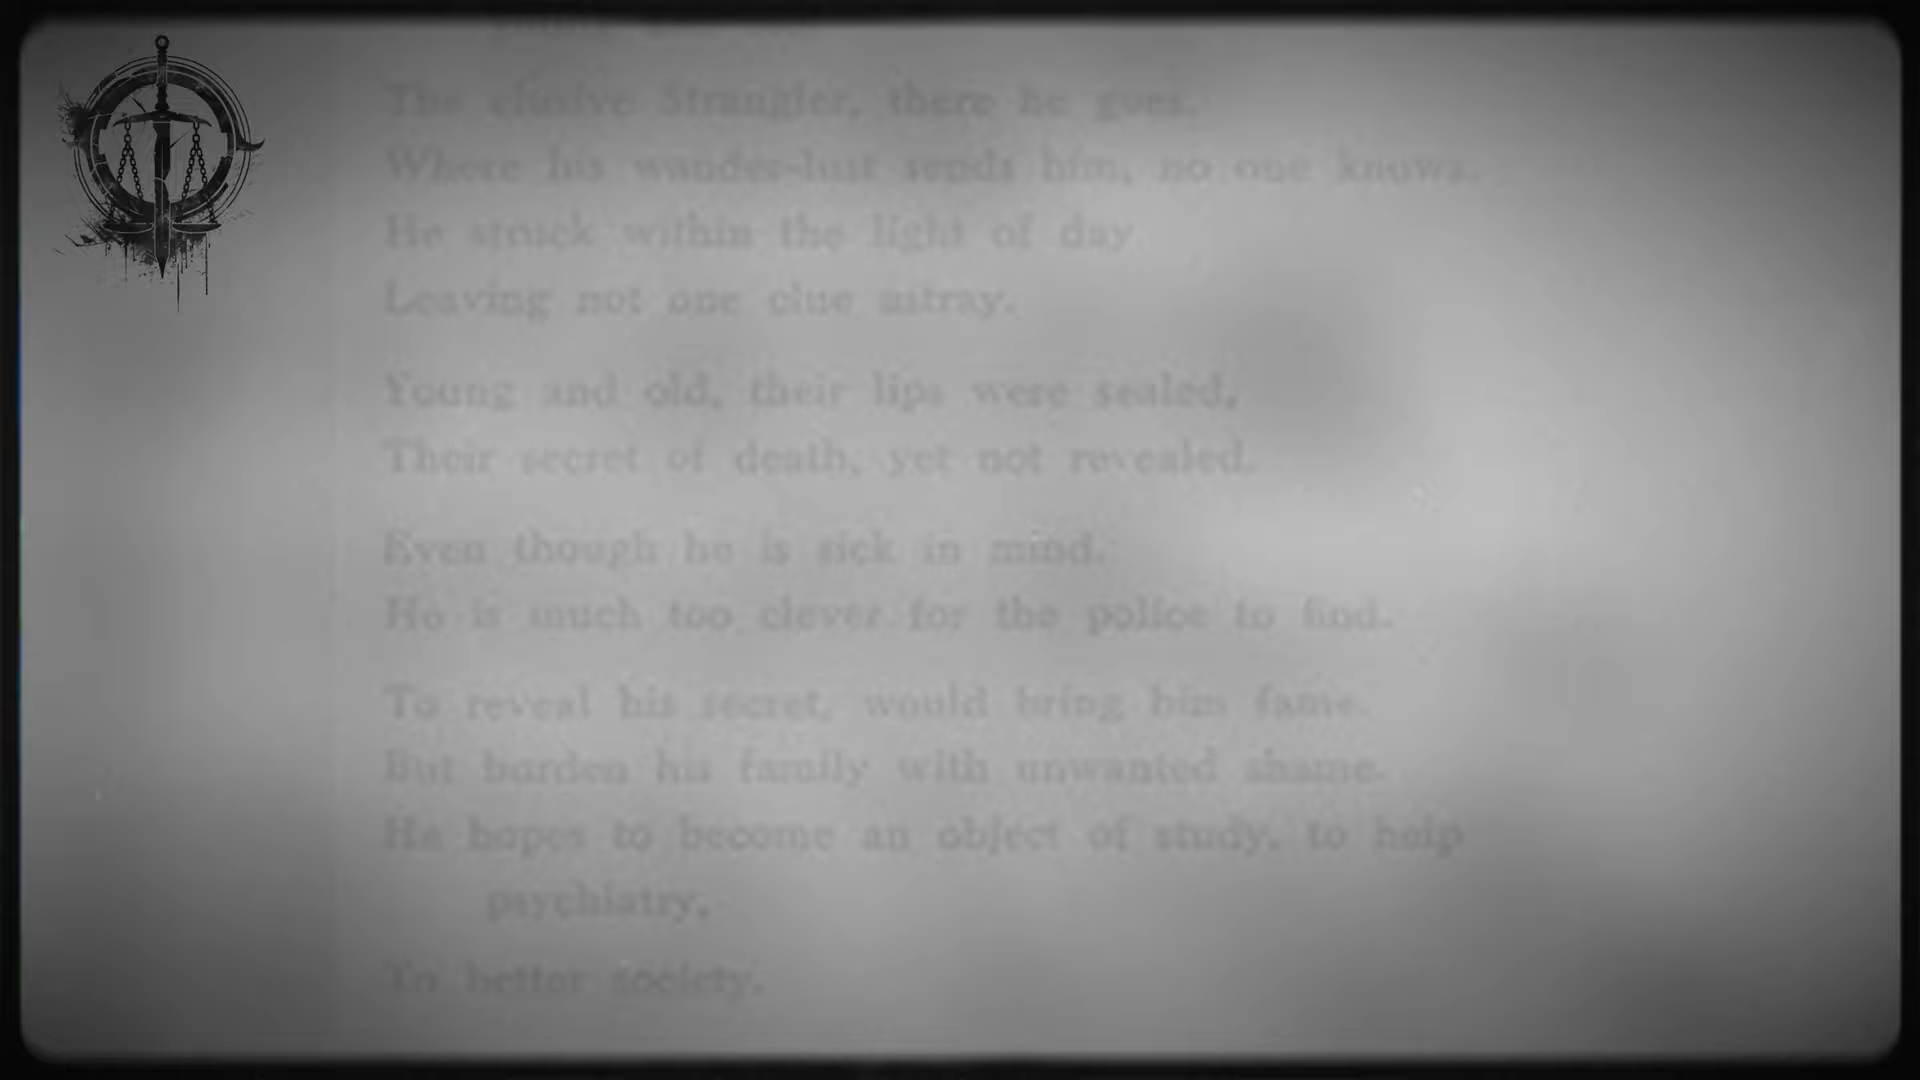 The elusive Strangler, there he goes.
Where his wander-lust sends him, no one knows.
He struck within the light of day
Leaving not one clue astray.
Young and old, their lips were sealed,
Their secret of death, yet not revealed.
Even though he is sick in mind.
He is much too clever for the police to find.
To reveal his secret, would bring him fame.
But burden his family with unwanted shame.
He hopes to become an object of study, to help
psychiatry,
To better society.